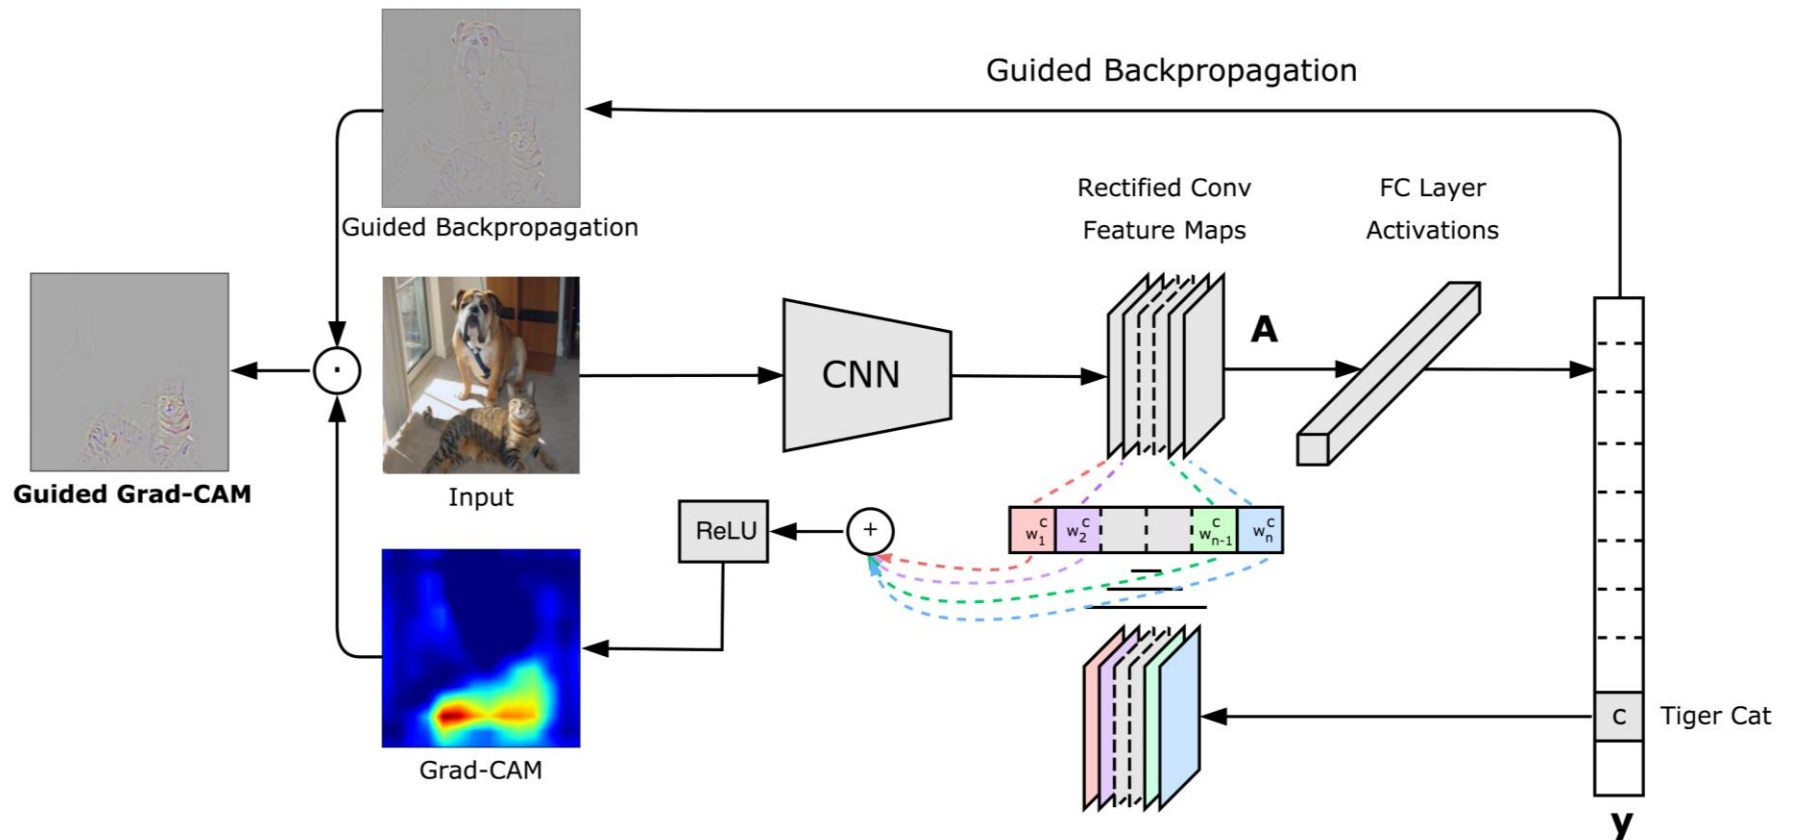 Guided Backpropagation
Rectified Conv
Feature Maps
FC Layer
Activations
Guided Backpropagation
A
CNN
Guided Grad-CAM
Input
ReLU
+
w₁ᶜ
w₂ᶜ
wₙ₋₁ᶜ
wₙᶜ
c
Tiger Cat
Grad-CAM
y